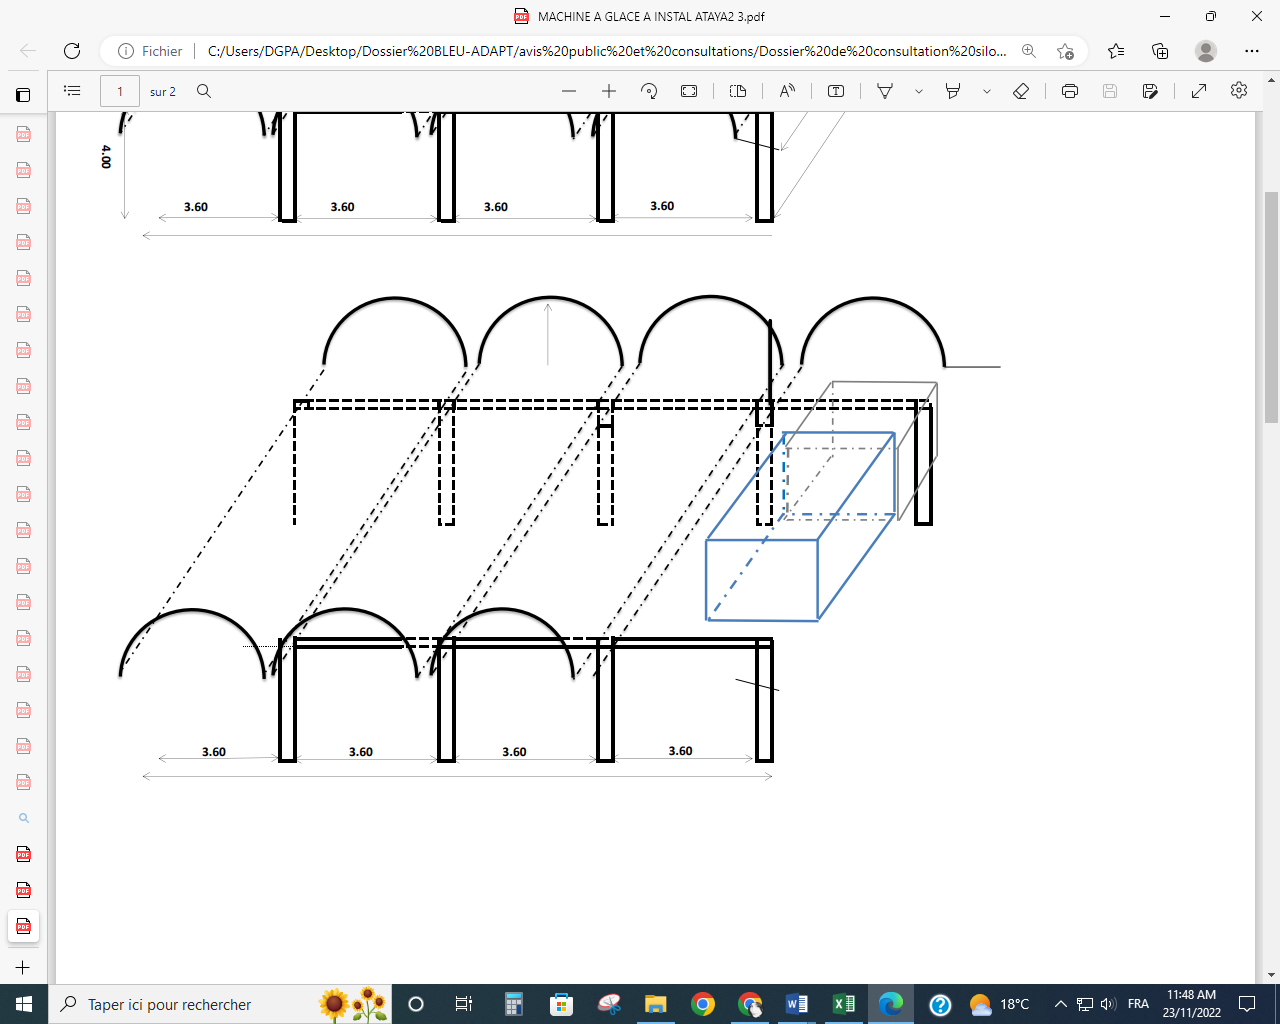 MACHINE A GLACE A INSTAL ATAYA2 3.pdf
Fichier
C:/Users/DGPA/Desktop/Dossier%20BLEU-ADAPT/avis%20public%20et%20consultations/Dossier%20de%20consultation%20silo...
1 sur 2
4.00
3.60 3.60 3.60 3.60
3.60 3.60 3.60 3.60
Taper ici pour rechercher
18°C
FRA
11:48 AM
23/11/2022